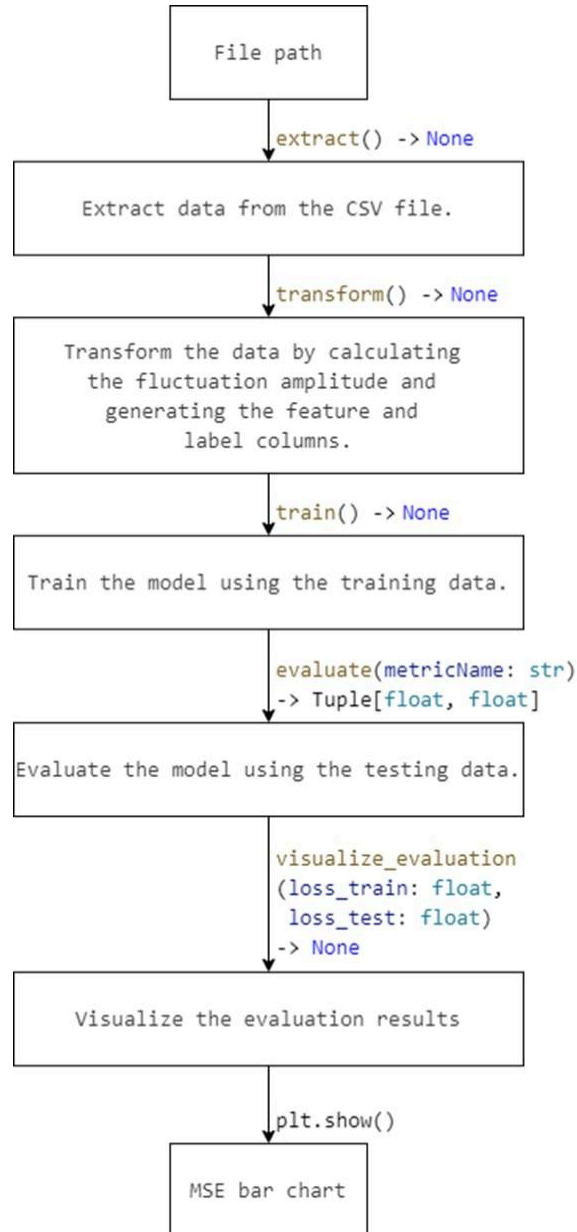 File path
extract() -> None
Extract data from the CSV file.
transform() -> None
Transform the data by calculating
the fluctuation amplitude and
generating the feature and
label columns.
train() -> None
Train the model using the training data.
evaluate(metricName: str)
-> Tuple[float, float]
Evaluate the model using the testing data.
visualize_evaluation
(loss_train: float,
loss_test: float)
-> None
Visualize the evaluation results
plt.show()
MSE bar chart